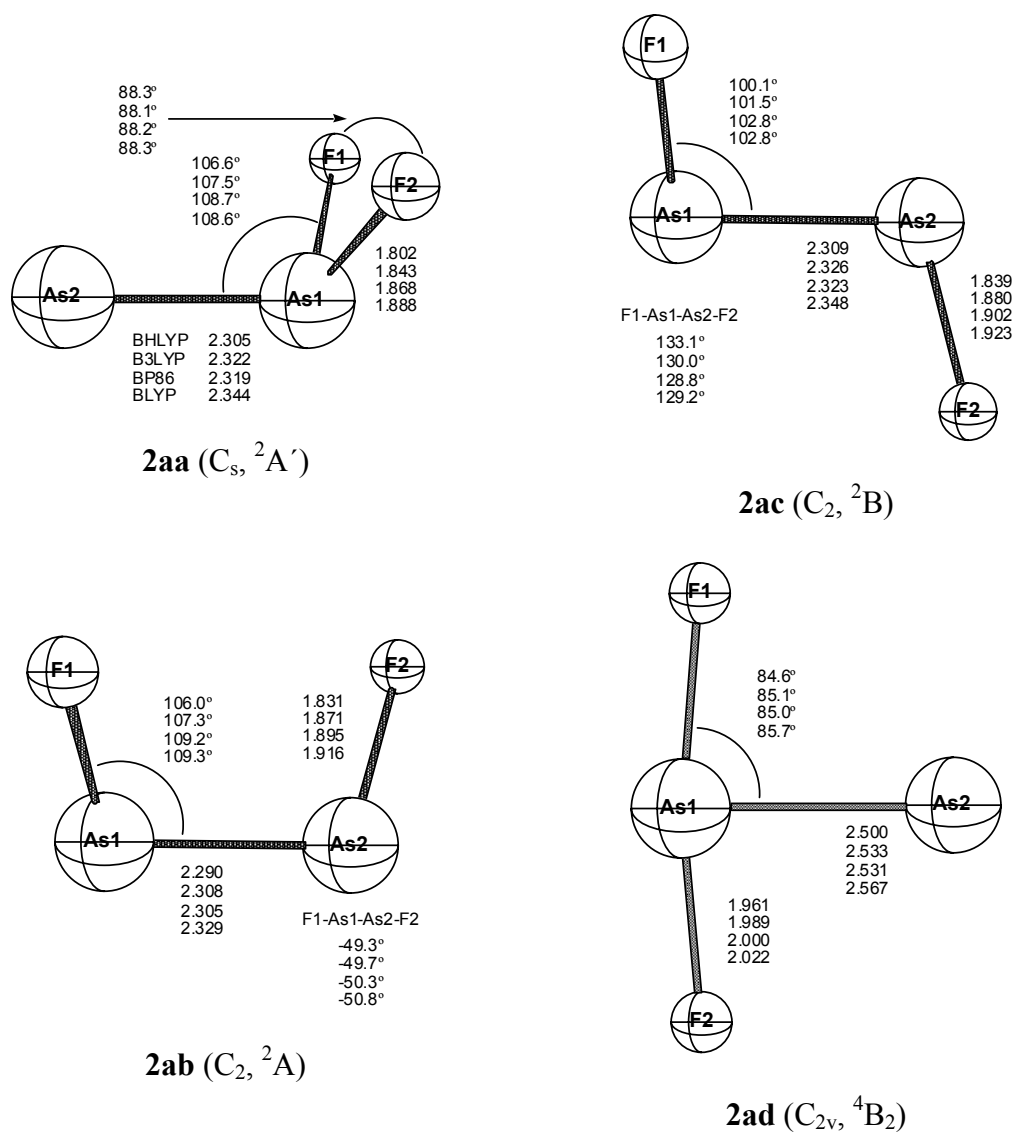 88.3º
88.1º
88.2º
88.3º
106.6º
107.5º
108.7º
108.6º
F1
F2
As2
As1
1.802
1.843
1.868
1.888
BHLYP 2.305
B3LYP 2.322
BP86 2.319
BLYP 2.344
2aa (Cs, ²A´)
F1
100.1º
101.5º
102.8º
102.8º
As1
As2
2.309
2.326
2.323
2.348
1.839
1.880
1.902
1.923
F1-As1-As2-F2
133.1º
130.0º
128.8º
129.2º
F2
2ac (C₂, ²B)
F1
F2
106.0º
107.3º
109.2º
109.3º
1.831
1.871
1.895
1.916
As1
As2
2.290
2.308
2.305
2.329
F1-As1-As2-F2
-49.3º
-49.7º
-50.3º
-50.8º
2ab (C₂, ²A)
F1
84.6º
85.1º
85.0º
85.7º
As1
As2
2.500
2.533
2.531
2.567
1.961
1.989
2.000
2.022
F2
2ad (C₂ᵥ, ⁴B₂)